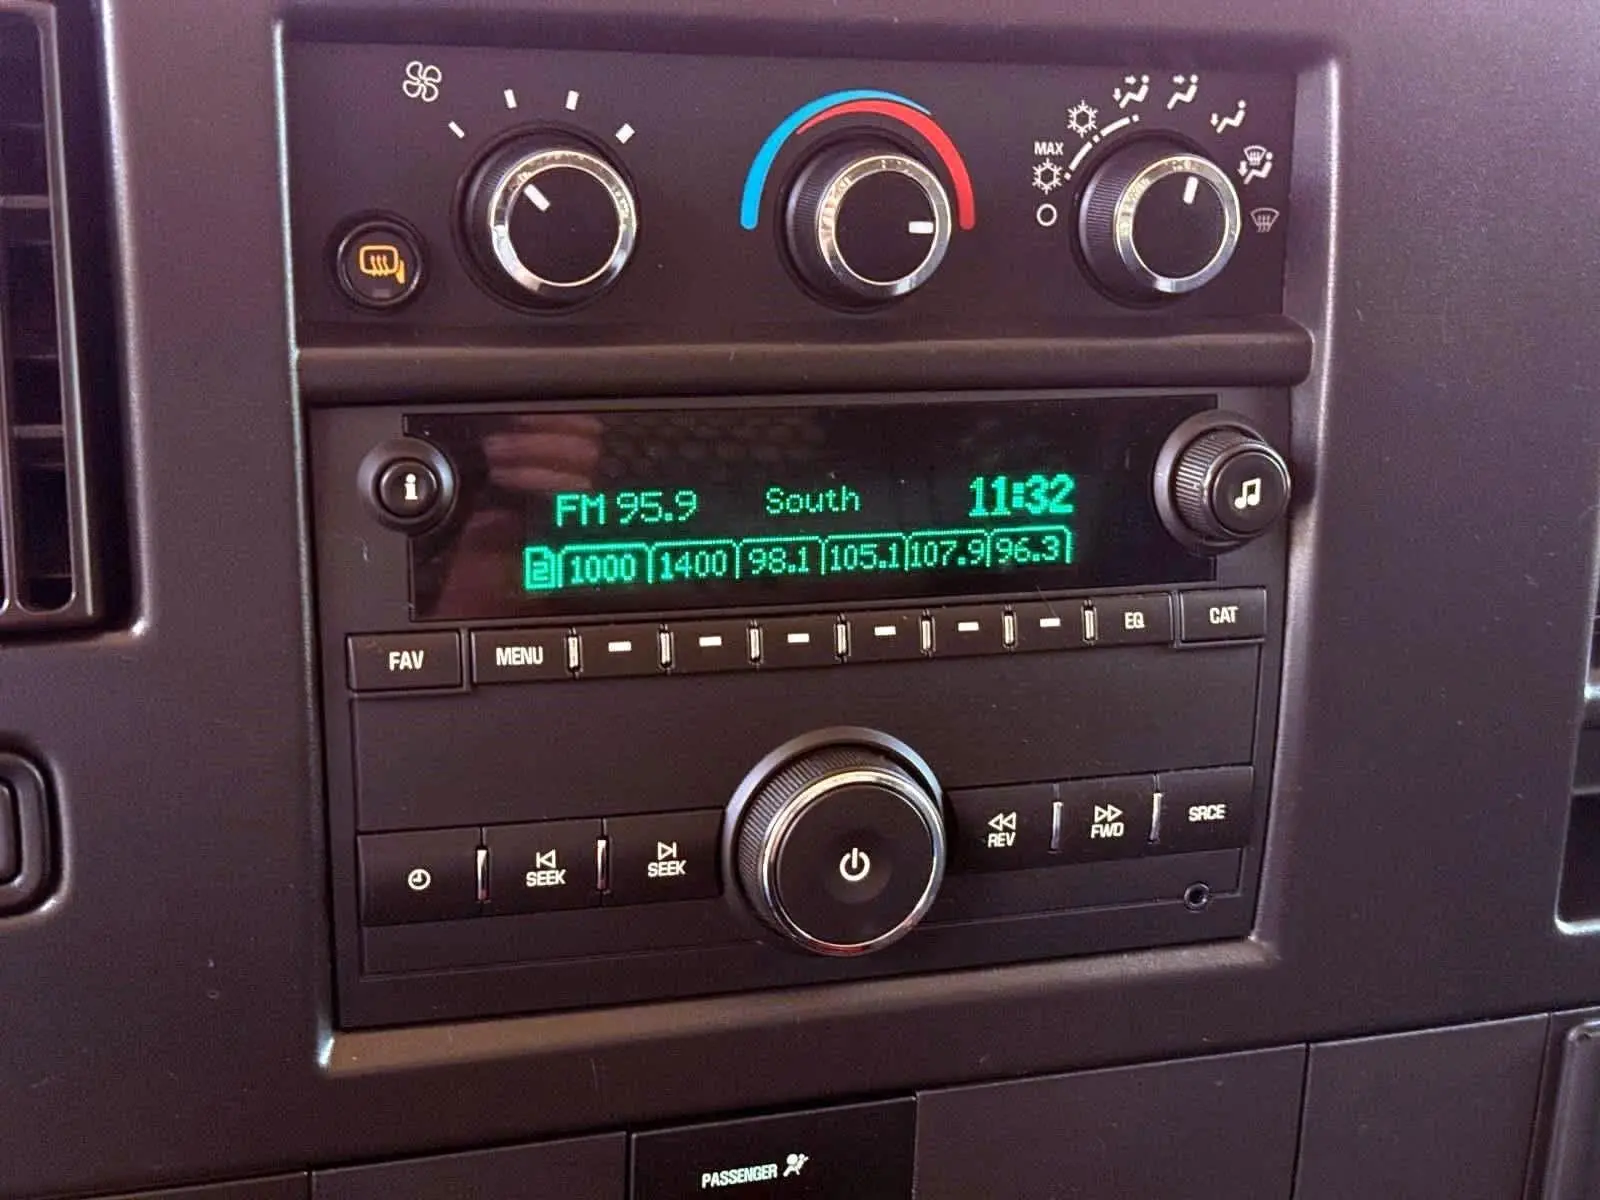 MAX
FM 95.9 South 11:32
2 1000 1400 98.1 105.1 107.9 96.3
FAV MENU EQ CAT
SEEK SEEK REV FWD SRCE
PASSENGER